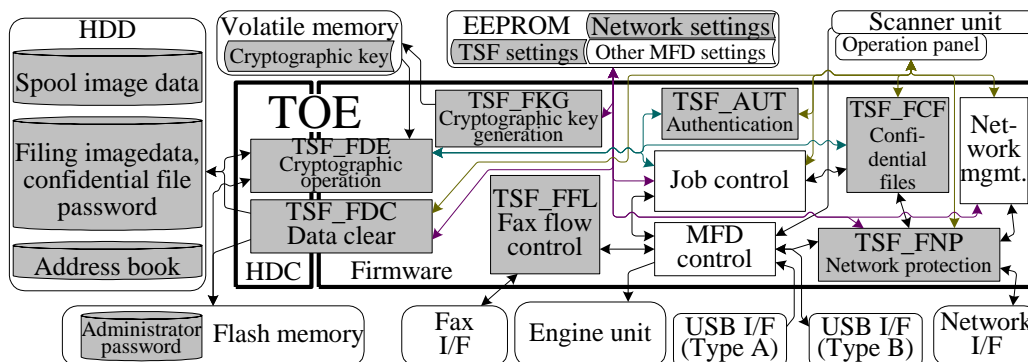 HDD
Spool image data
Filing imagedata,
confidential file
password
Address book
Volatile memory
Cryptographic key
EEPROM
Network settings
TSF settings
Other MFD settings
Scanner unit
Operation panel
TOE
TSF_FKG
Cryptographic key
generation
TSF_AUT
Authentication
TSF_FCF
Confi-
dential
files
Net-
work
mgmt.
TSF_FDE
Cryptographic
operation
Job control
TSF_FDC
Data clear
TSF_FFL
Fax flow
control
MFD
control
TSF_FNP
Network protection
HDC
Firmware
Administrator
password
Flash memory
Fax
I/F
Engine unit
USB I/F
(Type A)
USB I/F
(Type B)
Network
I/F